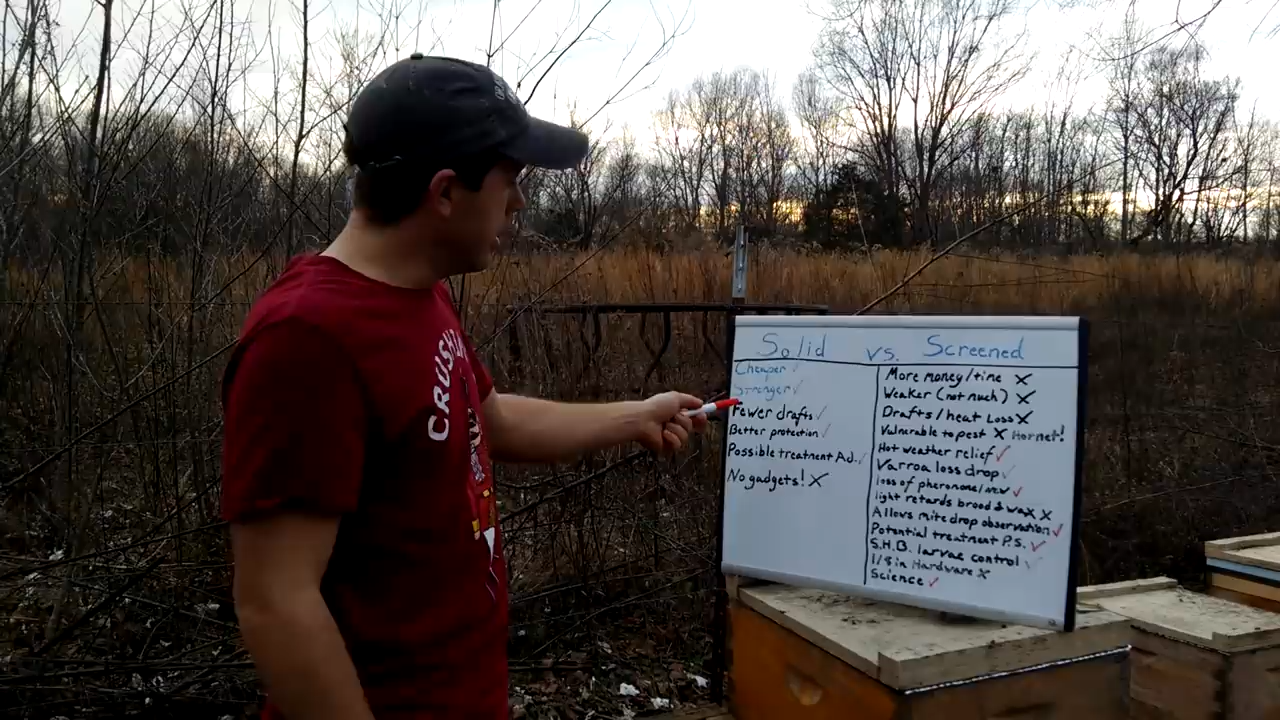 CRUSHIN
Solid vs. Screened
Cheaper ✓
Stronger ✓
Fewer drafts ✓
Better protection ✓
Possible treatment Ad. ✓
No gadgets! X
More money/time X
Weaker (not much) X
Drafts/heat Loss X
Vulnerable to pest X Hornet!
Hot weather relief ✓
Varroa loss drop ✓
loss of pheromone/
light retards brood & wax X
Allows mite drop observation ✓
Potential treatment P.S. ✓
S.H.B. larvae control ✓
1/8 in Hardware X
Science ✓